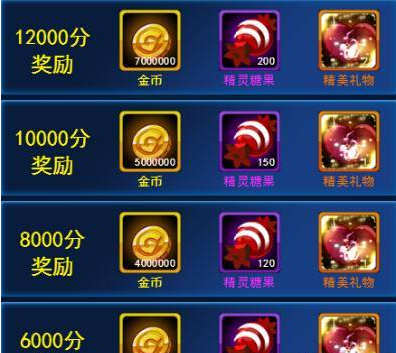 12000分
奖励
7000000
200
7
金币
精灵糖果
精美礼物
10000分
奖励
5000000
150
金币
精灵糖果
精美礼物
8000分
奖励
4000000
120
1
金币
精灵糖果
精美礼物
6000分